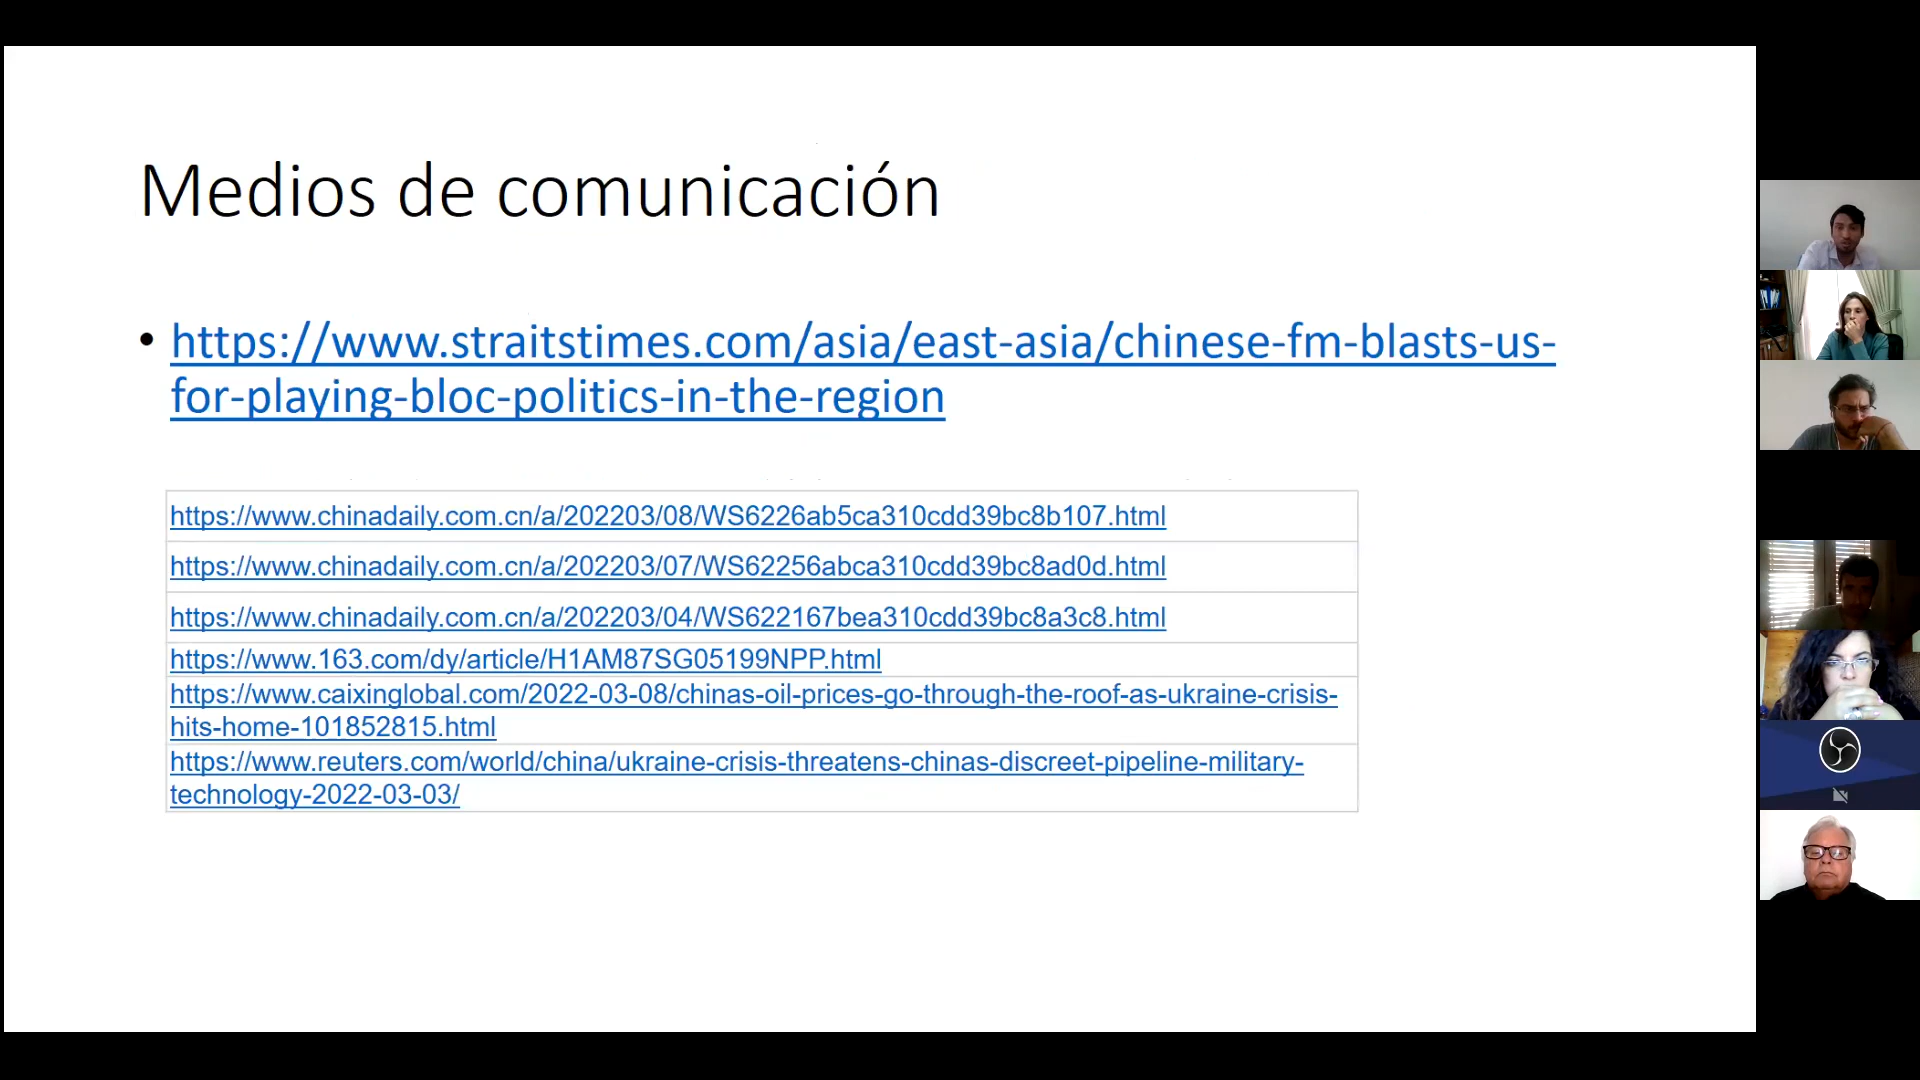 Medios de comunicación
• https://www.straitstimes.com/asia/east-asia/chinese-fm-blasts-us-
for-playing-bloc-politics-in-the-region
https://www.chinadaily.com.cn/a/202203/08/WS6226ab5ca310cdd39bc8b107.html
https://www.chinadaily.com.cn/a/202203/07/WS62256abca310cdd39bc8ad0d.html
https://www.chinadaily.com.cn/a/202203/04/WS622167bea310cdd39bc8a3c8.html
https://www.163.com/dy/article/H1AM87SG05199NPP.html
https://www.caixinglobal.com/2022-03-08/chinas-oil-prices-go-through-the-roof-as-ukraine-crisis-
hits-home-101852815.html
https://www.reuters.com/world/china/ukraine-crisis-threatens-chinas-discreet-pipeline-military-
technology-2022-03-03/